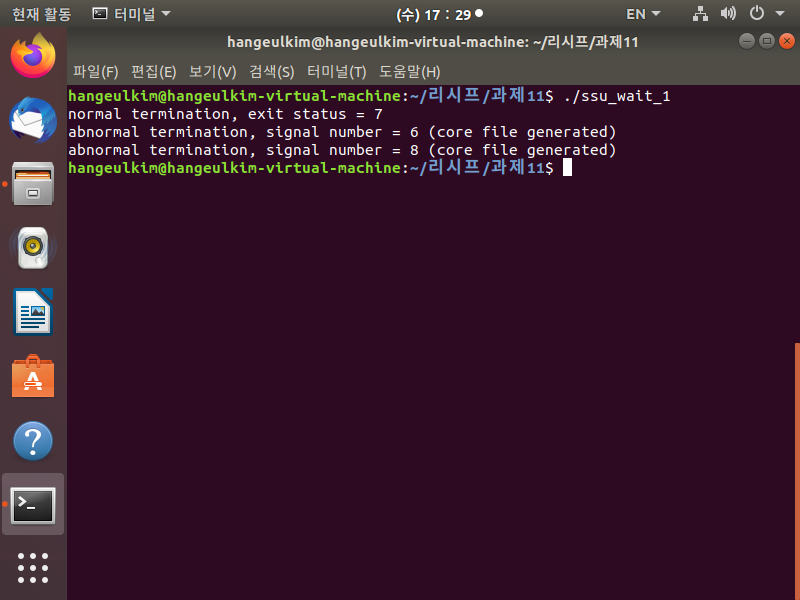 현재 활동 터미널 (수) 17 : 29 EN
hangeulkim@hangeulkim-virtual-machine: ~/리시프/과제11
파일(F) 편집(E) 보기(V) 검색(S) 터미널(T) 도움말(H)
hangeulkim@hangeulkim-virtual-machine:~/리시프/과제11$ ./ssu_wait_1
normal termination, exit status = 7
abnormal termination, signal number = 6 (core file generated)
abnormal termination, signal number = 8 (core file generated)
hangeulkim@hangeulkim-virtual-machine:~/리시프/과제11$